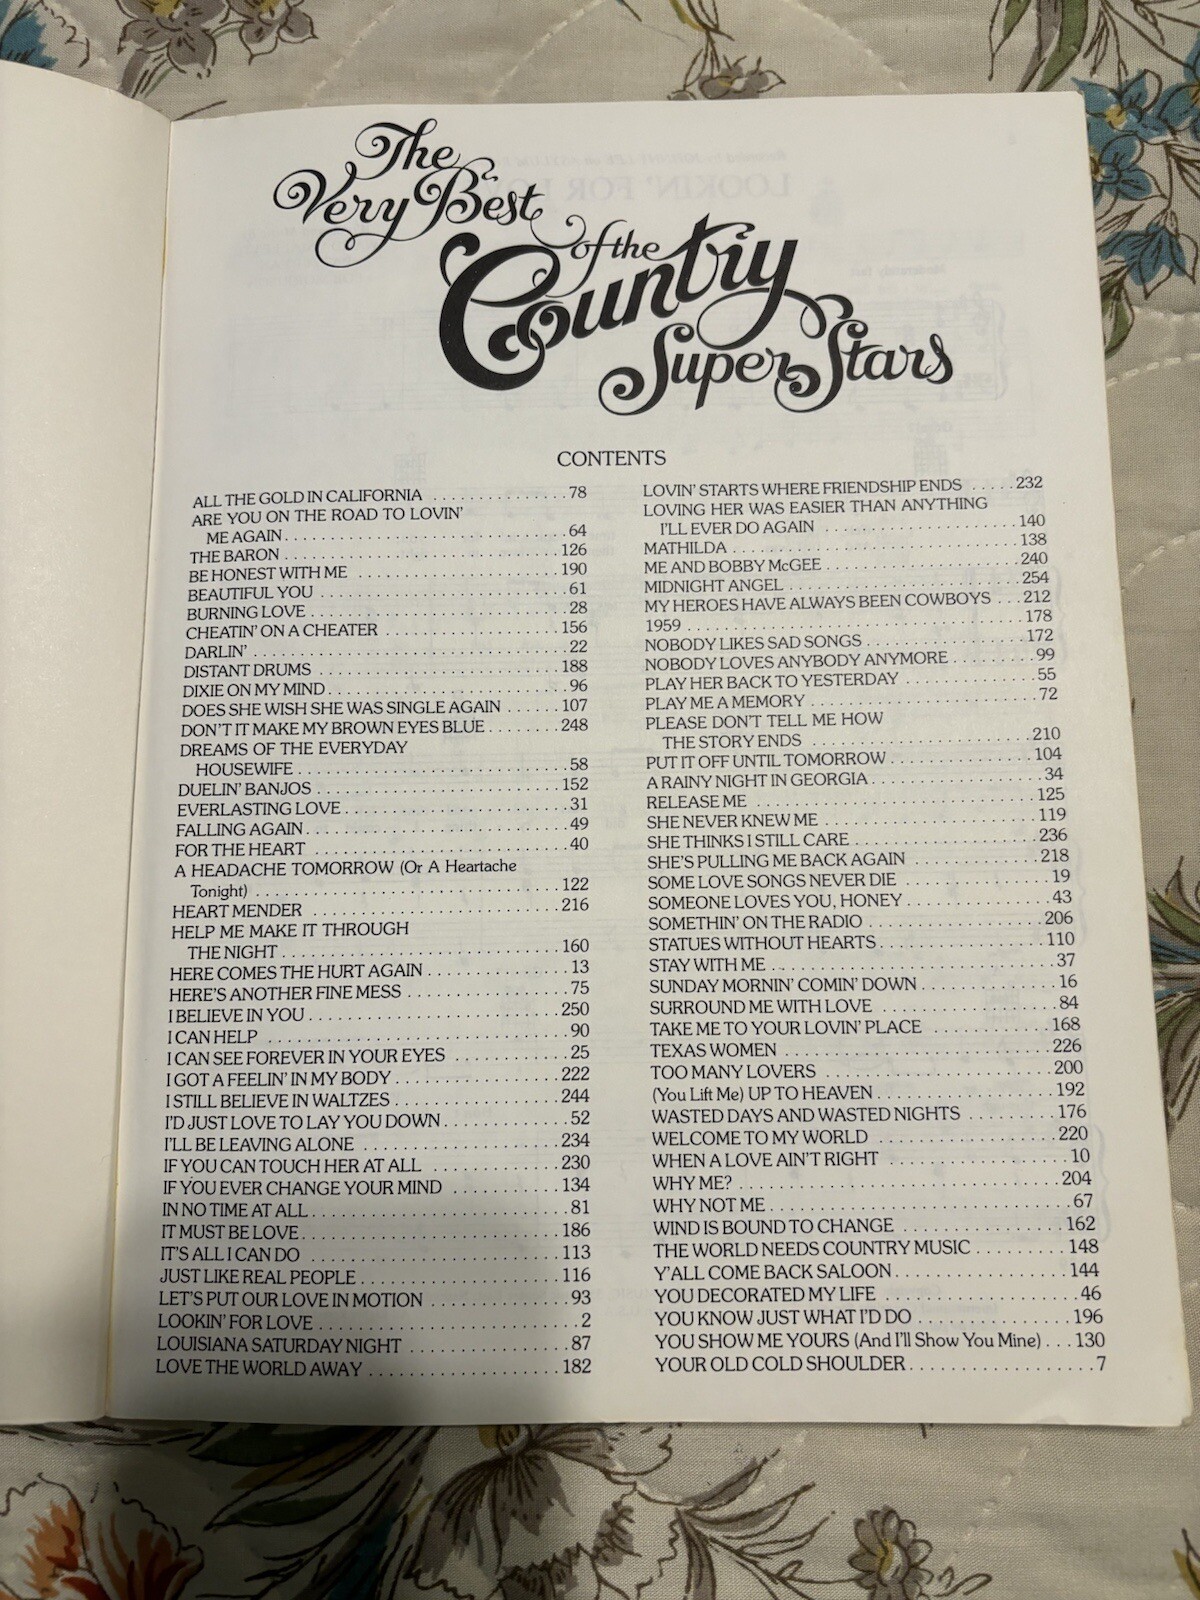 The
Very Best
of the
Country
Super Stars
CONTENTS
ALL THE GOLD IN CALIFORNIA . . . . . . . . . . . . . . 78
ARE YOU ON THE ROAD TO LOVIN'
ME AGAIN . . . . . . . . . . . . . . 64
THE BARON . . . . . . . . . . . . . . 126
BE HONEST WITH ME . . . . . . . . . . . . . . 190
BEAUTIFUL YOU . . . . . . . . . . . . . . 61
BURNING LOVE . . . . . . . . . . . . . . 28
CHEATIN' ON A CHEATER . . . . . . . . . . . . . . 156
DARLIN' . . . . . . . . . . . . . . 22
DISTANT DRUMS . . . . . . . . . . . . . . 188
DIXIE ON MY MIND . . . . . . . . . . . . . . 96
DOES SHE WISH SHE WAS SINGLE AGAIN . . . . . . 107
DON'T IT MAKE MY BROWN EYES BLUE . . . . . . . . 248
DREAMS OF THE EVERYDAY
HOUSEWIFE . . . . . . . . . . . . . . 58
DUELIN' BANJOS . . . . . . . . . . . . . . 152
EVERLASTING LOVE . . . . . . . . . . . . . . 31
FALLING AGAIN . . . . . . . . . . . . . . 49
FOR THE HEART . . . . . . . . . . . . . . 40
A HEADACHE TOMORROW (Or A Heartache
Tonight) . . . . . . . . . . . . . . 122
HEART MENDER . . . . . . . . . . . . . . 216
HELP ME MAKE IT THROUGH
THE NIGHT . . . . . . . . . . . . . . 160
HERE COMES THE HURT AGAIN . . . . . . . . . . . . . . 13
HERE'S ANOTHER FINE MESS . . . . . . . . . . . . . . 75
I BELIEVE IN YOU . . . . . . . . . . . . . . 250
I CAN HELP . . . . . . . . . . . . . . 90
I CAN SEE FOREVER IN YOUR EYES . . . . . . . . . . . 25
I GOT A FEELIN' IN MY BODY . . . . . . . . . . . . . . 222
I STILL BELIEVE IN WALTZES . . . . . . . . . . . . . . 244
I'D JUST LOVE TO LAY YOU DOWN . . . . . . . . . . . . 52
I'LL BE LEAVING ALONE . . . . . . . . . . . . . . 234
IF YOU CAN TOUCH HER AT ALL . . . . . . . . . . . . 230
IF YOU EVER CHANGE YOUR MIND . . . . . . . . . . 134
IN NO TIME AT ALL . . . . . . . . . . . . . . 81
IT MUST BE LOVE . . . . . . . . . . . . . . 186
IT'S ALL I CAN DO . . . . . . . . . . . . . . 113
JUST LIKE REAL PEOPLE . . . . . . . . . . . . . . 116
LET'S PUT OUR LOVE IN MOTION . . . . . . . . . . . . 93
LOOKIN' FOR LOVE . . . . . . . . . . . . . . 2
LOUISIANA SATURDAY NIGHT . . . . . . . . . . . . . . 87
LOVE THE WORLD AWAY . . . . . . . . . . . . . . 182
LOVIN' STARTS WHERE FRIENDSHIP ENDS . . . . . 232
LOVING HER WAS EASIER THAN ANYTHING
I'LL EVER DO AGAIN . . . . . . . . . . . . . . 140
MATHILDA . . . . . . . . . . . . . . 138
ME AND BOBBY McGEE . . . . . . . . . . . . . . 240
MIDNIGHT ANGEL . . . . . . . . . . . . . . 254
MY HEROES HAVE ALWAYS BEEN COWBOYS . . . 212
1959 . . . . . . . . . . . . . . 178
NOBODY LIKES SAD SONGS . . . . . . . . . . . . . . 172
NOBODY LOVES ANYBODY ANYMORE . . . . . . . . . 99
PLAY HER BACK TO YESTERDAY . . . . . . . . . . . . . . 55
PLAY ME A MEMORY . . . . . . . . . . . . . . 72
PLEASE DON'T TELL ME HOW
THE STORY ENDS . . . . . . . . . . . . . . 210
PUT IT OFF UNTIL TOMORROW . . . . . . . . . . . . . . 104
A RAINY NIGHT IN GEORGIA . . . . . . . . . . . . . . 34
RELEASE ME . . . . . . . . . . . . . . 125
SHE NEVER KNEW ME . . . . . . . . . . . . . . 119
SHE THINKS I STILL CARE . . . . . . . . . . . . . . 236
SHE'S PULLING ME BACK AGAIN . . . . . . . . . . . . . . 218
SOME LOVE SONGS NEVER DIE . . . . . . . . . . . . . . 19
SOMEONE LOVES YOU, HONEY . . . . . . . . . . . . . . 43
SOMETHIN' ON THE RADIO . . . . . . . . . . . . . . 206
STATUES WITHOUT HEARTS . . . . . . . . . . . . . . 110
STAY WITH ME . . . . . . . . . . . . . . 37
SUNDAY MORNIN' COMIN' DOWN . . . . . . . . . . . . . . 16
SURROUND ME WITH LOVE . . . . . . . . . . . . . . 84
TAKE ME TO YOUR LOVIN' PLACE . . . . . . . . . . . . 168
TEXAS WOMEN . . . . . . . . . . . . . . 226
TOO MANY LOVERS . . . . . . . . . . . . . . 200
(You Lift Me) UP TO HEAVEN . . . . . . . . . . . . . . 192
WASTED DAYS AND WASTED NIGHTS . . . . . . . . . . 176
WELCOME TO MY WORLD . . . . . . . . . . . . . . 220
WHEN A LOVE AIN'T RIGHT . . . . . . . . . . . . . . 10
WHY ME? . . . . . . . . . . . . . . 204
WHY NOT ME . . . . . . . . . . . . . . 67
WIND IS BOUND TO CHANGE . . . . . . . . . . . . . . 162
THE WORLD NEEDS COUNTRY MUSIC . . . . . . . . . 148
Y'ALL COME BACK SALOON . . . . . . . . . . . . . . 144
YOU DECORATED MY LIFE . . . . . . . . . . . . . . 46
YOU KNOW JUST WHAT I'D DO . . . . . . . . . . . . . . 196
YOU SHOW ME YOURS (And I'll Show You Mine) . . . 130
YOUR OLD COLD SHOULDER . . . . . . . . . . . . . . 7